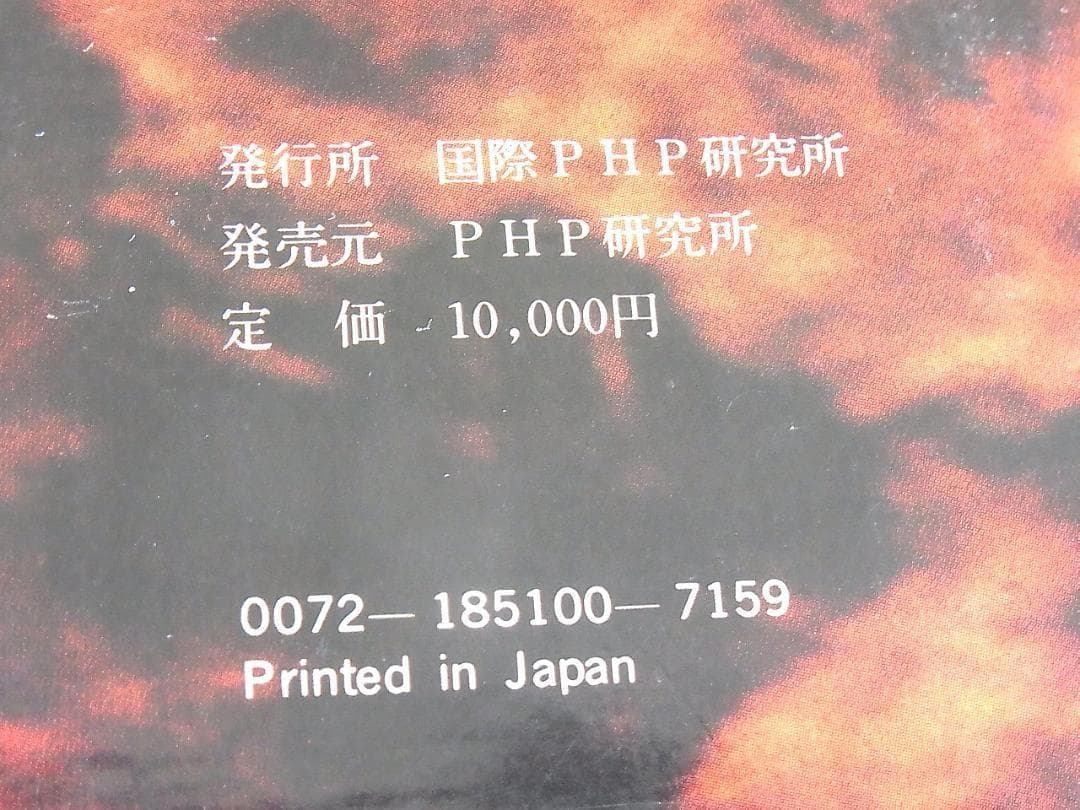 発行所　国際ＰＨＰ研究所
発売元　ＰＨＰ研究所
定　価　10,000円
0072—185100—7159
Printed in Japan